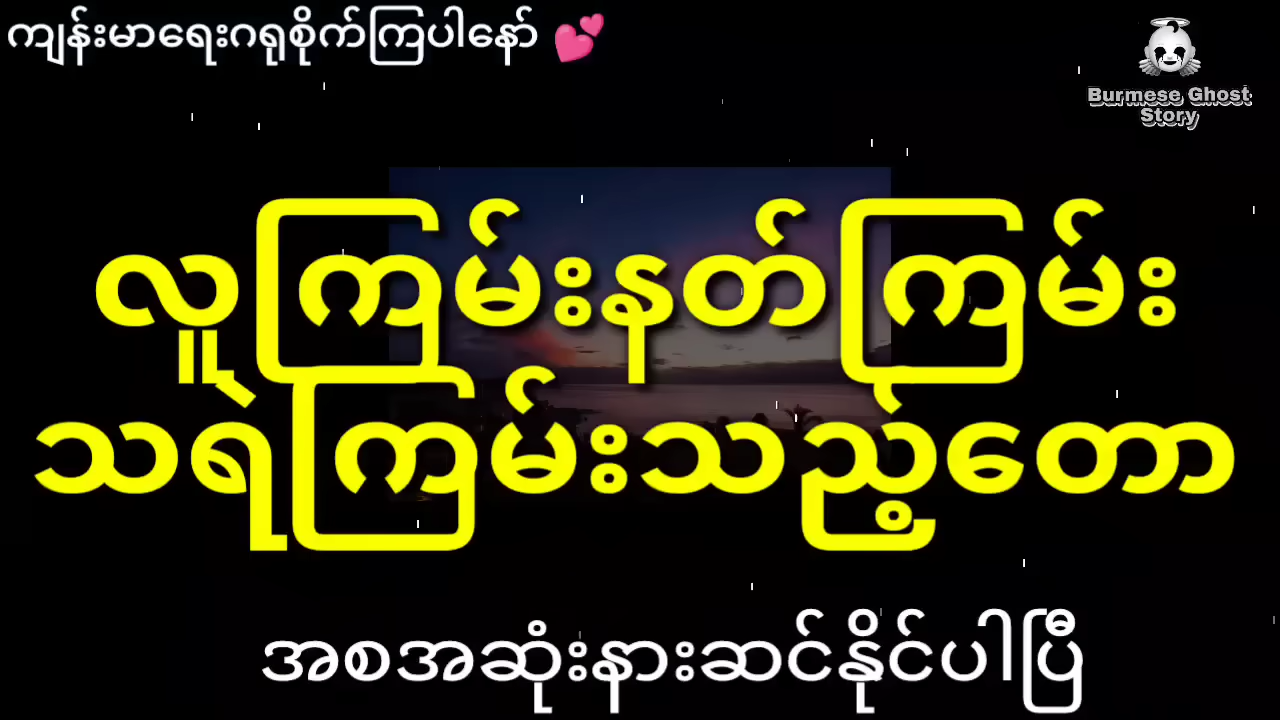 ကျန်းမာရေးဂရုစိုက်ကြပါနော် 💕
Burmese Ghost
Story
လူကြမ်းနတ်ကြမ်း
သရဲကြမ်းသည့်တော
အစအဆုံးနားဆင်နိုင်ပါပြီ